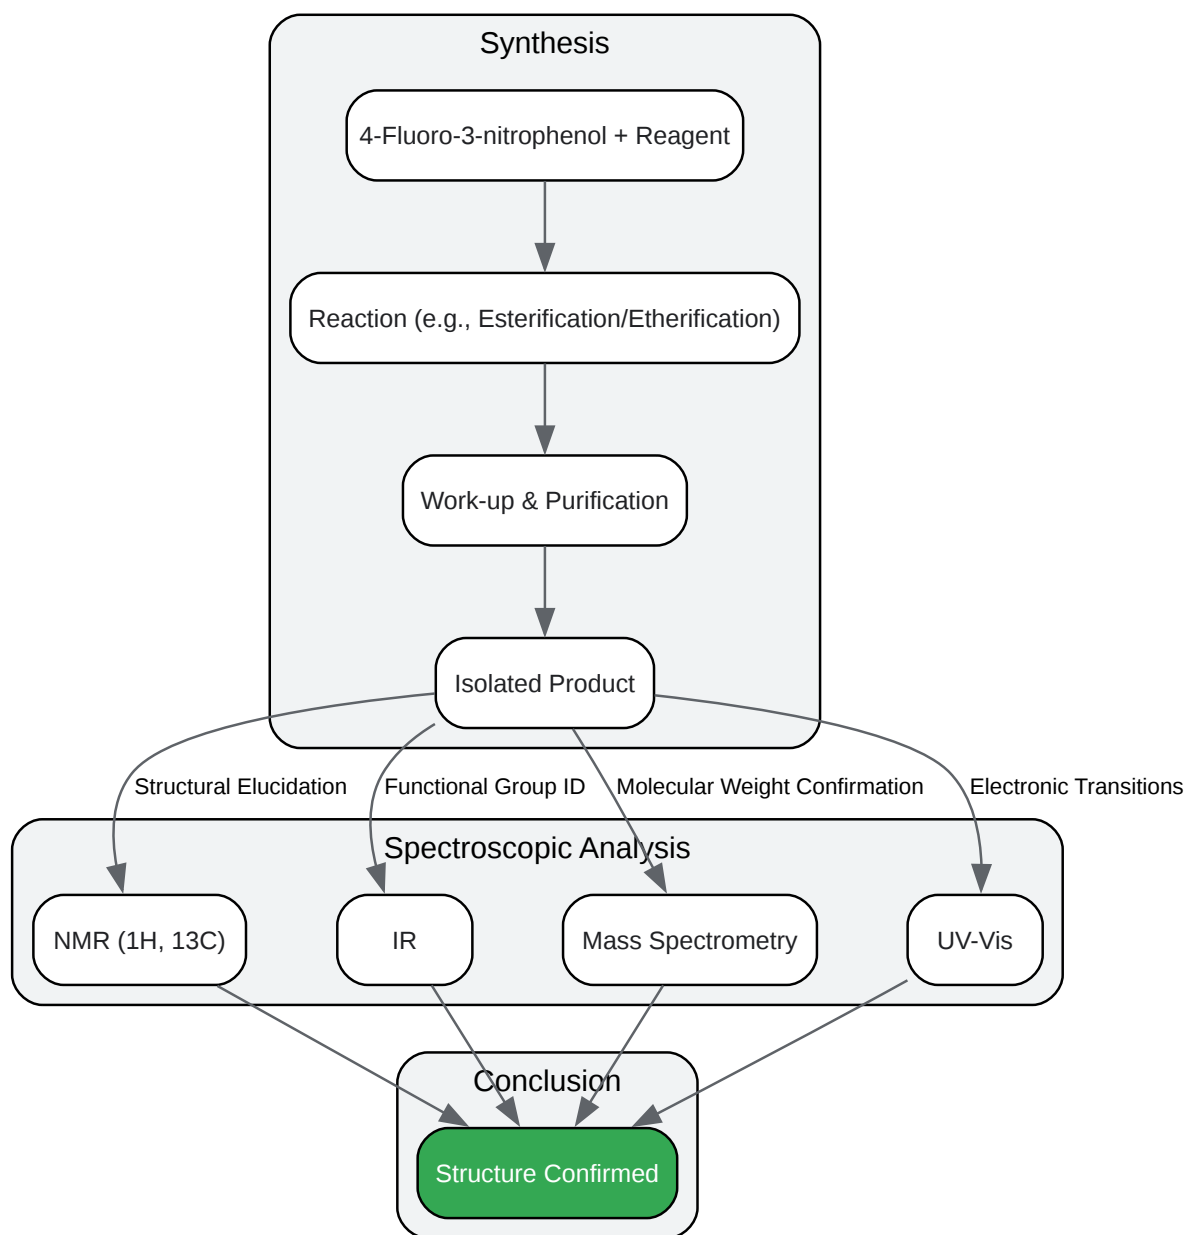 Synthesis
4-Fluoro-3-nitrophenol + Reagent
Reaction (e.g., Esterification/Etherification)
Work-up & Purification
Isolated Product
Structural Elucidation
Functional Group ID
Molecular Weight Confirmation
Electronic Transitions
Spectroscopic Analysis
NMR (1H, 13C)
IR
Mass Spectrometry
UV-Vis
Conclusion
Structure Confirmed